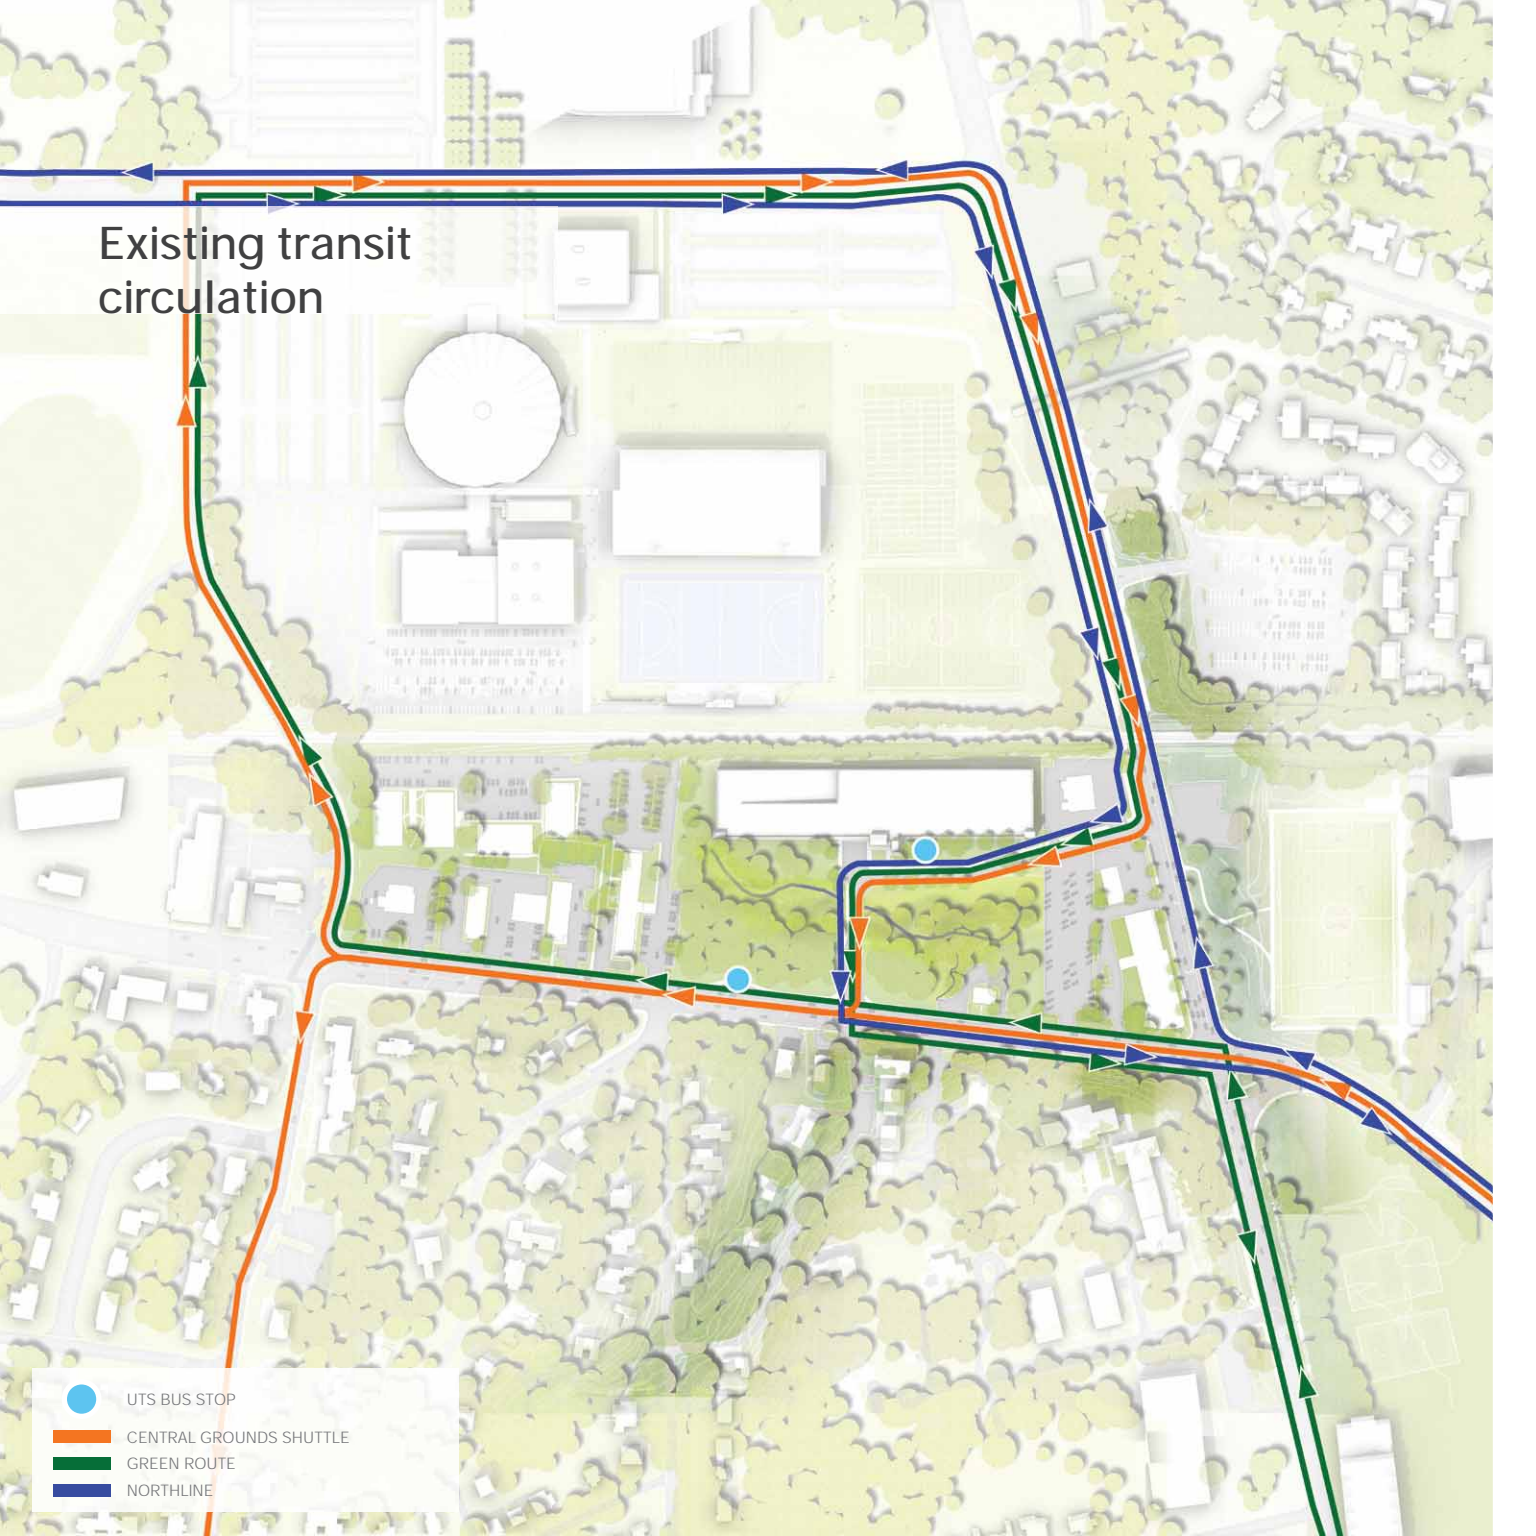 Existing transit
circulation
UTS BUS STOP
CENTRAL GROUNDS SHUTTLE
GREEN ROUTE
NORTHLINE